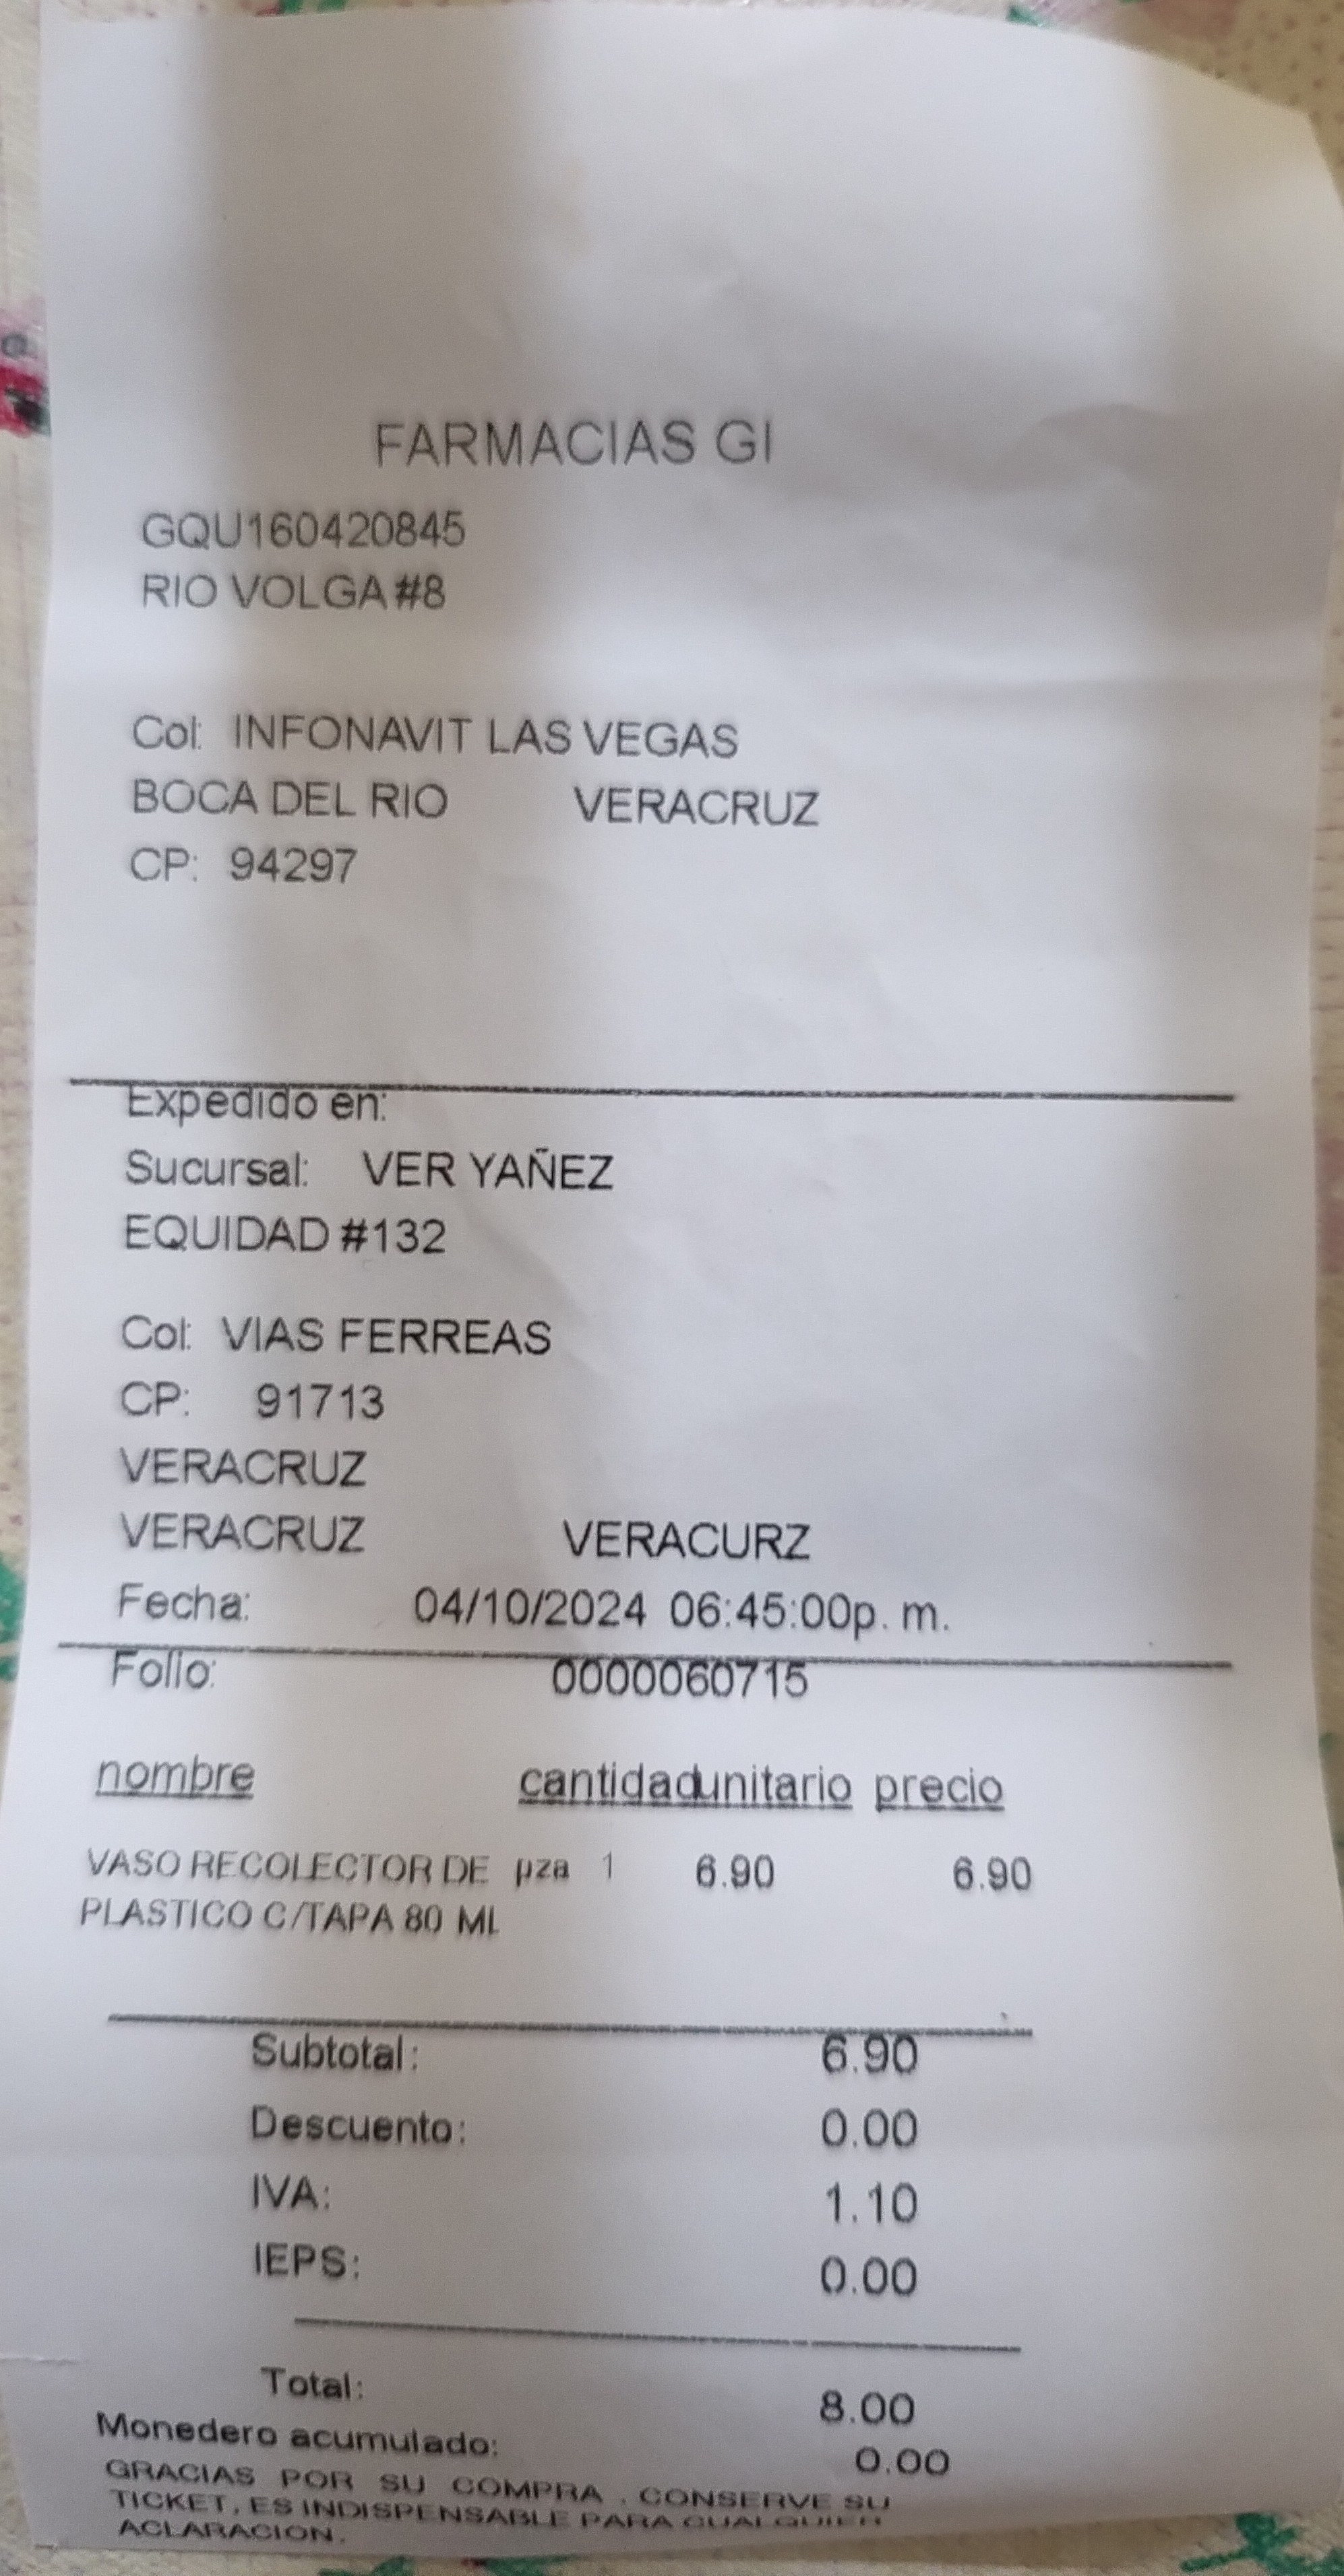 FARMACIAS GI
GQU160420845
RIO VOLGA #8
Col: INFONAVIT LAS VEGAS
BOCA DEL RIO VERACRUZ
CP: 94297
Expedido en:
Sucursal: VER YAÑEZ
EQUIDAD #132
Col: VIAS FERREAS
CP: 91713
VERACRUZ
VERACRUZ VERACURZ
Fecha: 04/10/2024 06:45:00p. m.
Folio: 0000060715
nombre cantidad unitario precio
VASO RECOLECTOR DE pza 1 6.90 6.90
PLASTICO C/TAPA 80 ML
Subtotal: 6.90
Descuento: 0.00
IVA: 1.10
IEPS: 0.00
Total: 8.00
Monedero acumulado: 0.00
GRACIAS POR SU COMPRA , CONSERVE SU
TICKET, ES INDISPENSABLE PARA CUALQUIER
ACLARACION.